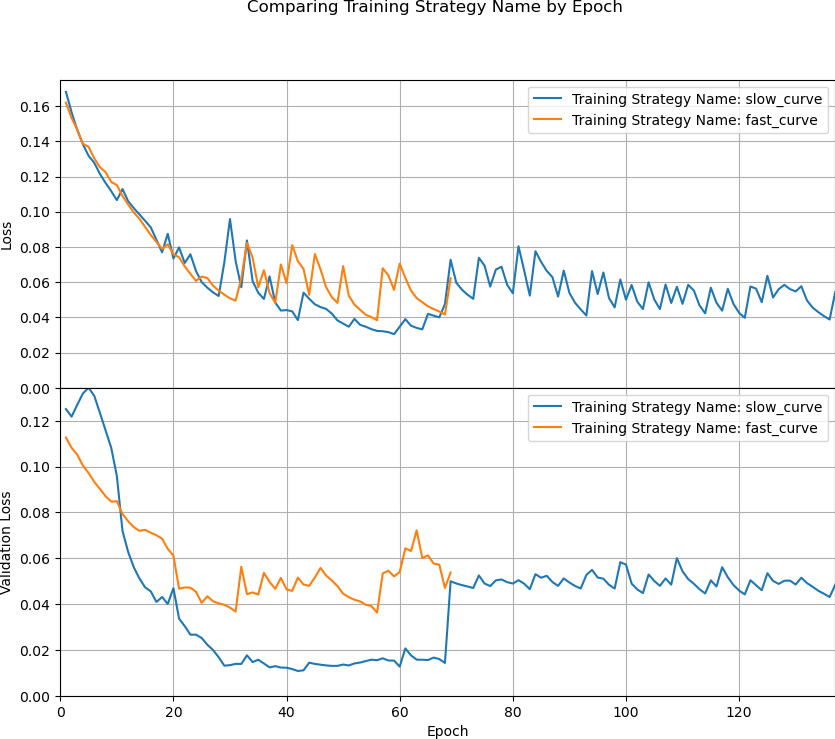 Comparing Training Strategy Name by Epoch
Loss
0.16
0.14
0.12
0.10
0.08
0.06
0.04
0.02
0.00
Training Strategy Name: slow_curve
Training Strategy Name: fast_curve
Validation Loss
0.12
0.10
0.08
0.06
0.04
0.02
0.00
Training Strategy Name: slow_curve
Training Strategy Name: fast_curve
0 20 40 60 80 100 120
Epoch